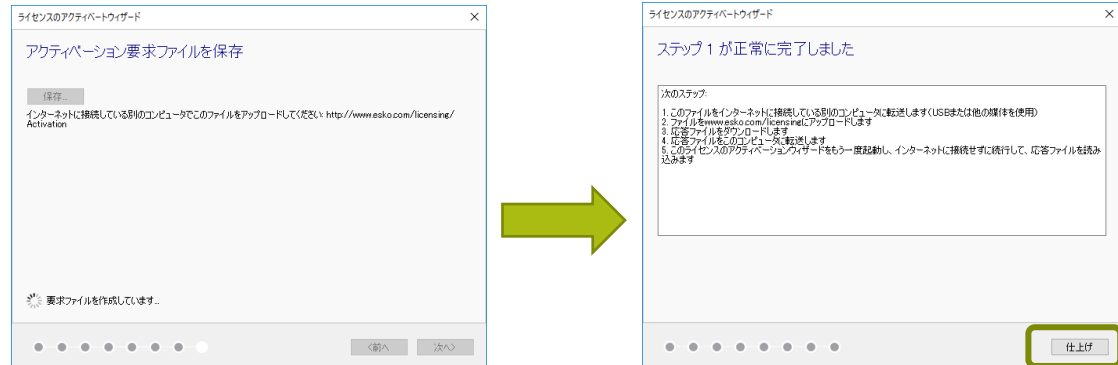 ライセンスのアクティベートウィザード
アクティベーション要求ファイルを保存
保存...
インターネットに接続している別のコンピュータでこのファイルをアップロードしてください: http://www.esko.com/licensing/
Activation
要求ファイルを作成しています...
<前へ
次へ>
ライセンスのアクティベートウィザード
ステップ 1 が正常に完了しました
次のステップ:
1. このファイルをインターネットに接続している別のコンピュータに転送します(USBまたは他の媒体を使用)
2. ファイルをwww.esko.com/licensingにアップロードします
3. 応答ファイルをダウンロードします
4. 応答ファイルをこのコンピュータに転送します
5. このライセンスのアクティベーションウィザードをもう一度起動し、インターネットに接続せずに続行して、応答ファイルを読み
込みます
仕上げ